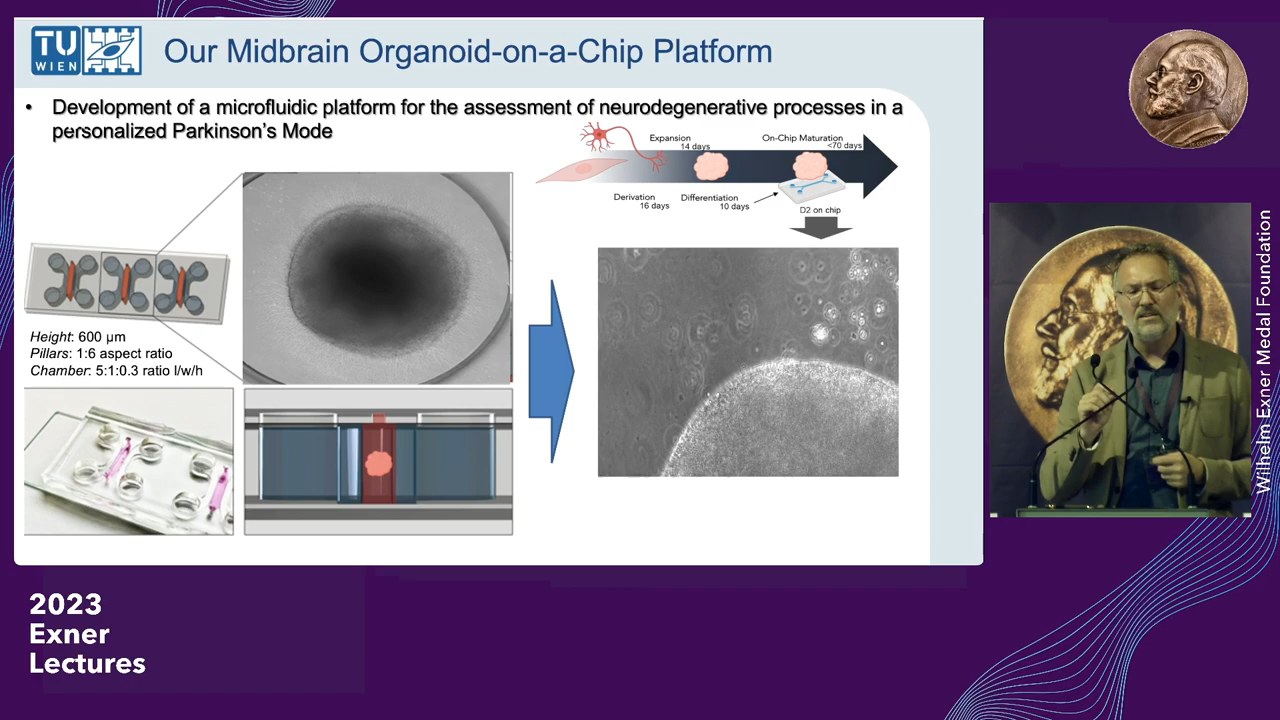 TU
WIEN
Our Midbrain Organoid-on-a-Chip Platform
• Development of a microfluidic platform for the assessment of neurodegenerative processes in a
personalized Parkinson's Mode
Expansion
14 days
On-Chip Maturation
<70 days
Derivation
16 days
Differentiation
10 days
D2 on chip
Height: 600 µm
Pillars: 1:6 aspect ratio
Chamber: 5:1:0.3 ratio l/w/h
Wilhelm Exner Medal Foundation
2023
Exner
Lectures